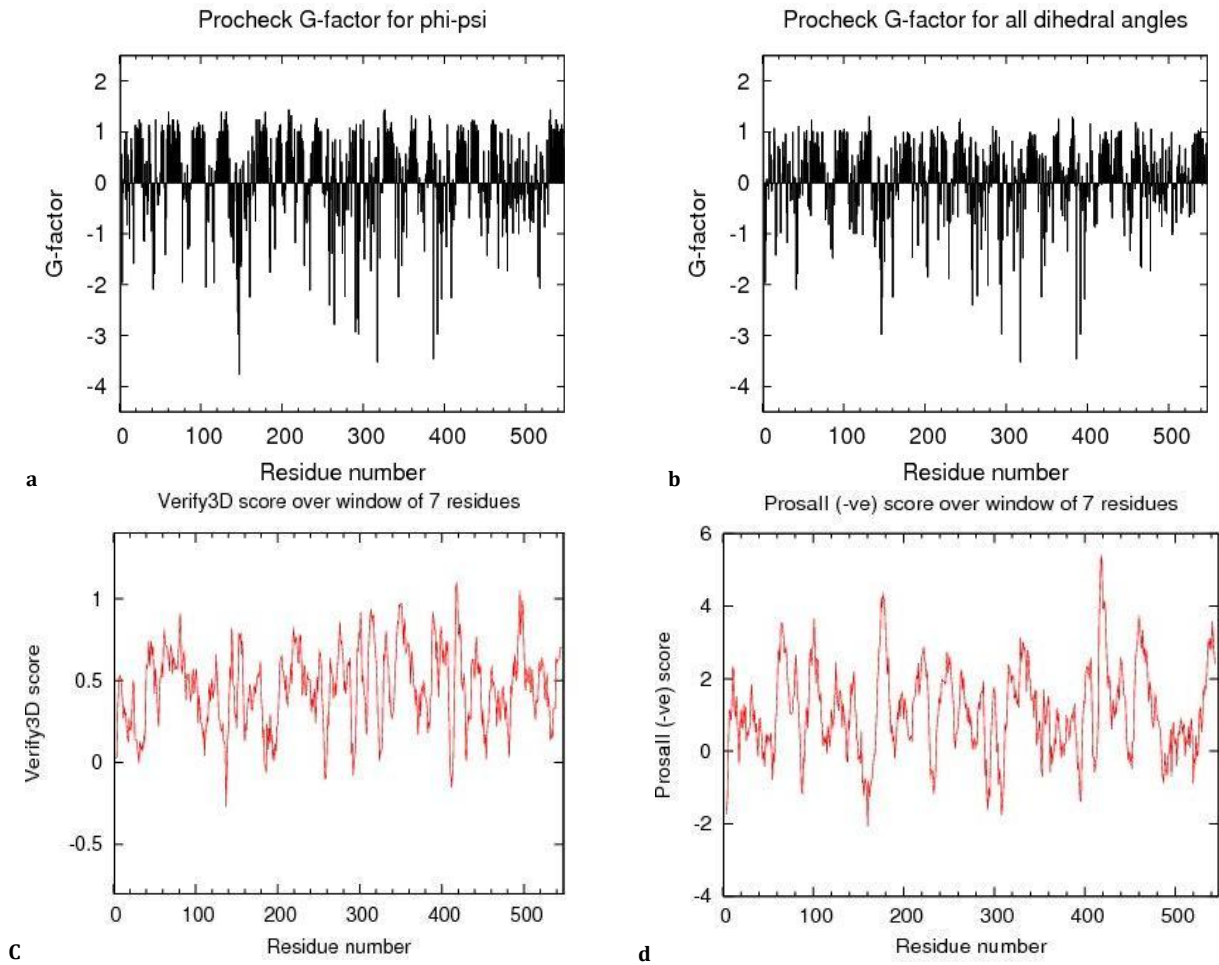 Procheck G-factor for phi-psi
2
1
0
-1
-2
-3
-4
G-factor
0 100 200 300 400 500
Residue number
a
Procheck G-factor for all dihedral angles
2
1
0
-1
-2
-3
-4
G-factor
0 100 200 300 400 500
Residue number
b
Verify3D score over window of 7 residues
1
0.5
0
-0.5
Verify3D score
0 100 200 300 400 500
Residue number
C
Prosall (-ve) score over window of 7 residues
6
4
2
0
-2
-4
Prosall (-ve) score
0 100 200 300 400 500
Residue number
d